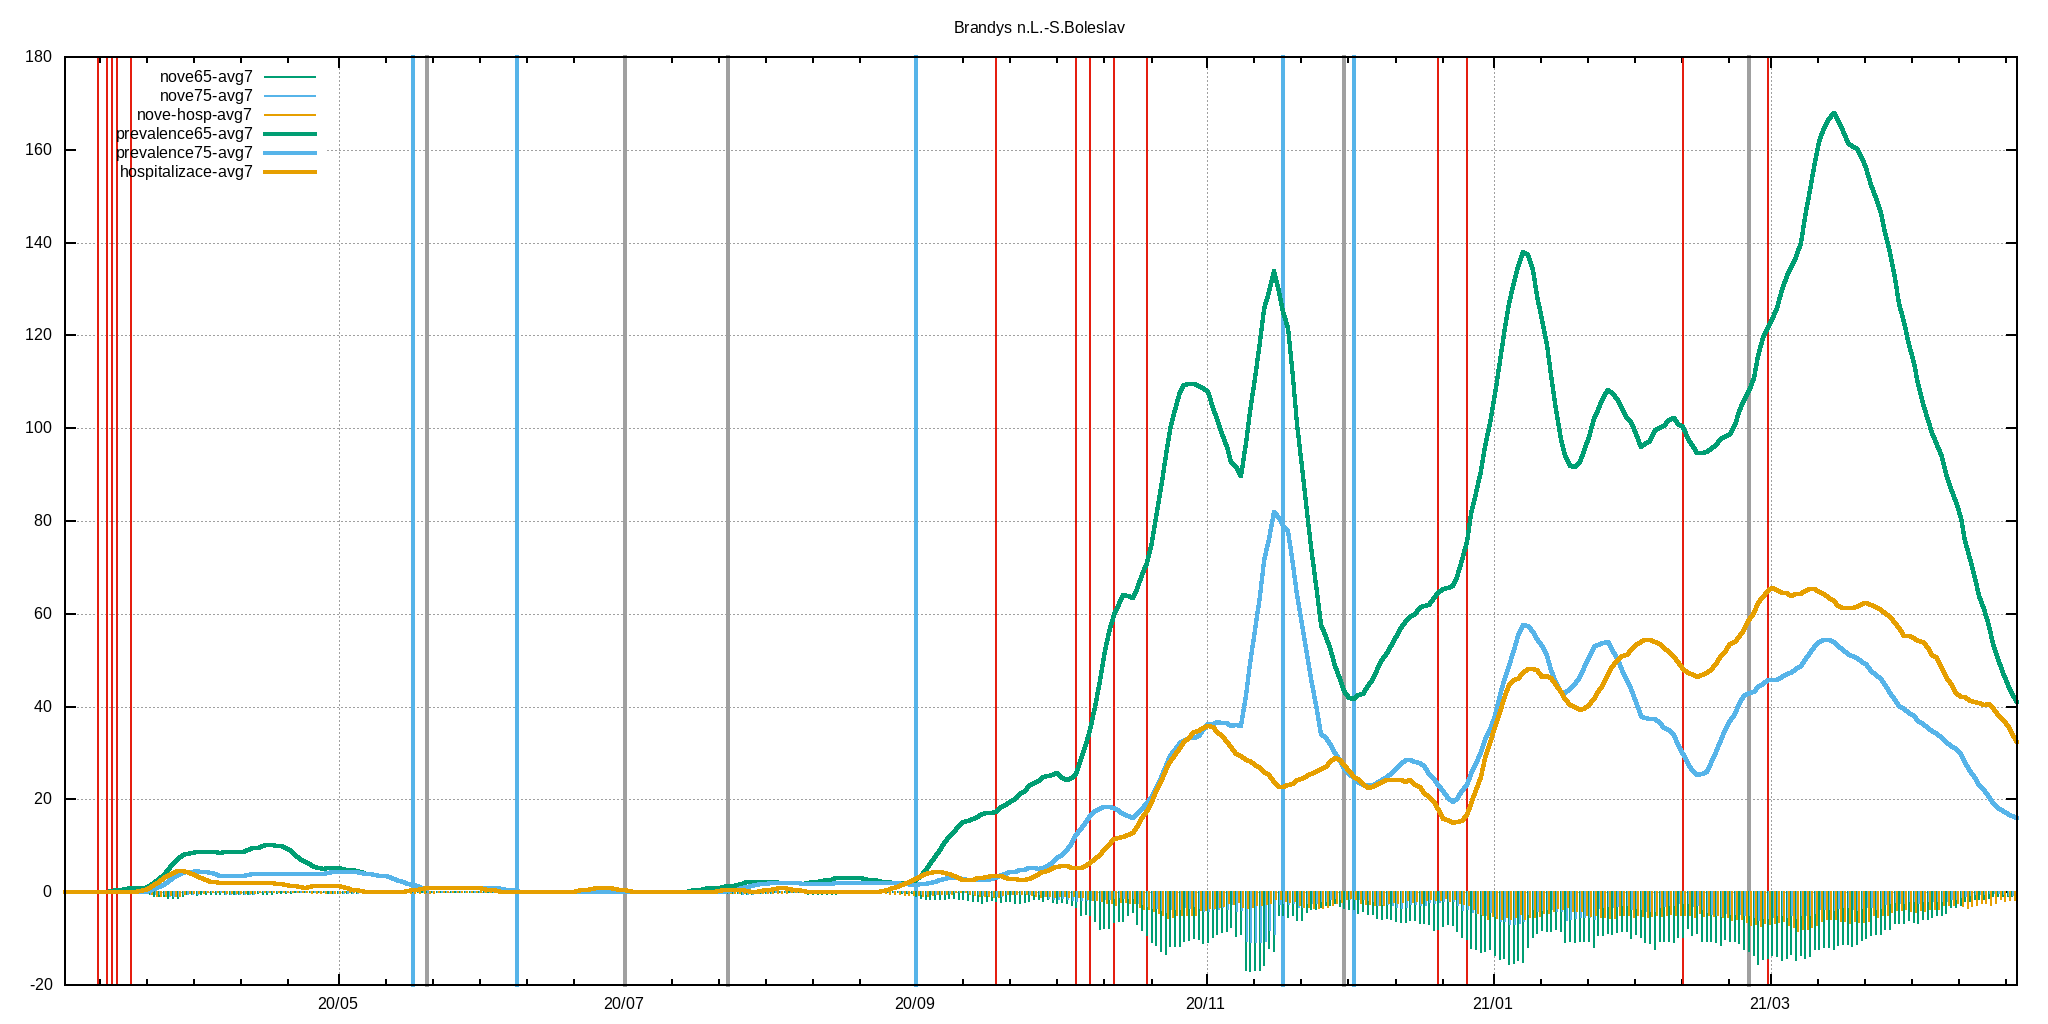 Brandys n.L.-S.Boleslav
180
160
140
120
100
80
60
40
20
0
-20
nove65-avg7
nove75-avg7
nove-hosp-avg7
prevalence65-avg7
prevalence75-avg7
hospitalizace-avg7
20/05 20/07 20/09 20/11 21/01 21/03